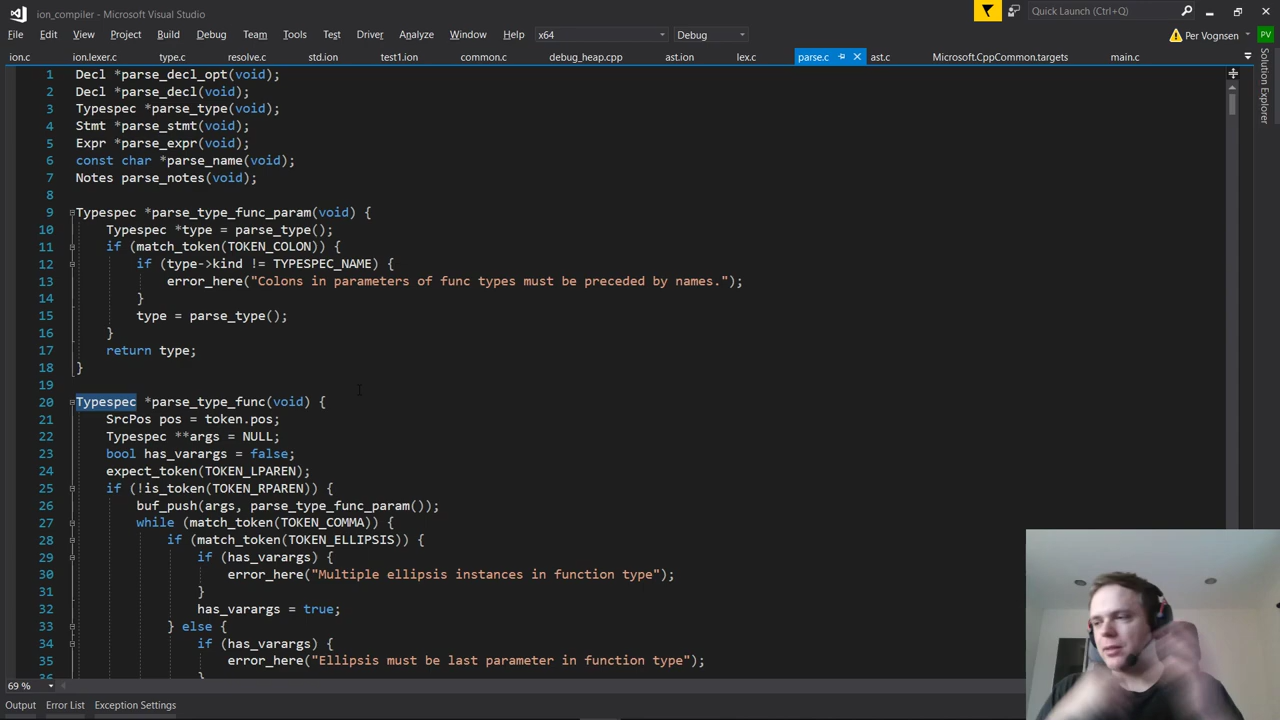 ion_compiler - Microsoft Visual Studio
Quick Launch (Ctrl+Q)
File Edit View Project Build Debug Team Tools Test Driver Analyze Window Help x64 Debug Per Vognsen PV
ion.c ion.lexer.c type.c resolve.c std.ion test1.ion common.c debug_heap.cpp ast.ion lex.c parse.c ast.c Microsoft.CppCommon.targets main.c
Solution Explorer
1 Decl *parse_decl_opt(void);
2 Decl *parse_decl(void);
3 Typespec *parse_type(void);
4 Stmt *parse_stmt(void);
5 Expr *parse_expr(void);
6 const char *parse_name(void);
7 Notes parse_notes(void);
8
9 Typespec *parse_type_func_param(void) {
10 Typespec *type = parse_type();
11 if (match_token(TOKEN_COLON)) {
12 if (type->kind != TYPESPEC_NAME) {
13 error_here("Colons in parameters of func types must be preceded by names.");
14 }
15 type = parse_type();
16 }
17 return type;
18 }
19
20 Typespec *parse_type_func(void) {
21 SrcPos pos = token.pos;
22 Typespec **args = NULL;
23 bool has_varargs = false;
24 expect_token(TOKEN_LPAREN);
25 if (!is_token(TOKEN_RPAREN)) {
26 buf_push(args, parse_type_func_param());
27 while (match_token(TOKEN_COMMA)) {
28 if (match_token(TOKEN_ELLIPSIS)) {
29 if (has_varargs) {
30 error_here("Multiple ellipsis instances in function type");
31 }
32 has_varargs = true;
33 } else {
34 if (has_varargs) {
35 error_here("Ellipsis must be last parameter in function type");
36 }
69 %
Output Error List Exception Settings